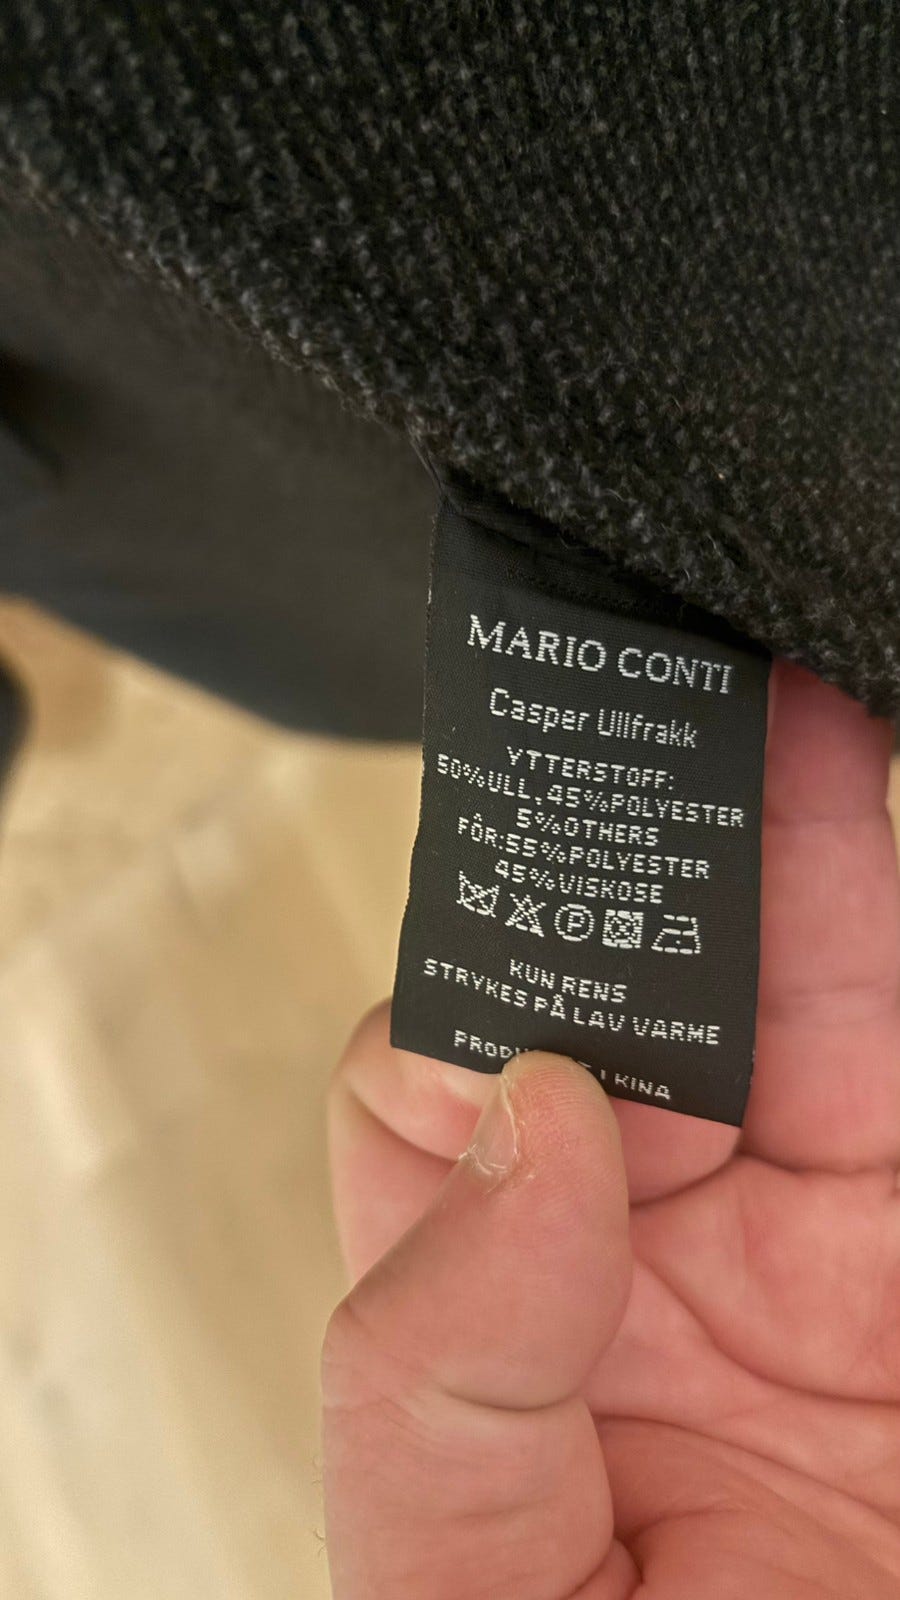 MARIO CONTI
Casper Ullfrakk
YTTERSTOFF:
50%ULL,45%POLYESTER
5%OTHERS
FÔR:55%POLYESTER
45%VISKOSE
P
KUN RENS
STRYKES PÅ LAV VARME
I KINA